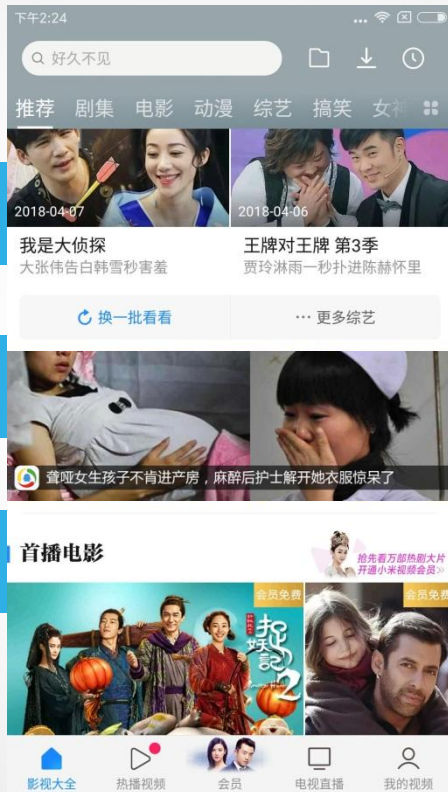 下午2:24
好久不见
推荐 剧集 电影 动漫 综艺 搞笑 女神
2018-04-07
2018-04-06
我是大侦探
王牌对王牌 第3季
大张伟告白韩雪秒害羞
贾玲淋雨一秒扑进陈赫怀里
换一批看看
··· 更多综艺
聋哑女生孩子不肯进产房，麻醉后护士解开她衣服惊呆了
首播电影
抢先看万部热剧大片
开通小米视频会员>>
会员免费
会员免费
捉妖记2
影视大全 热播视频 会员 电视直播 我的视频